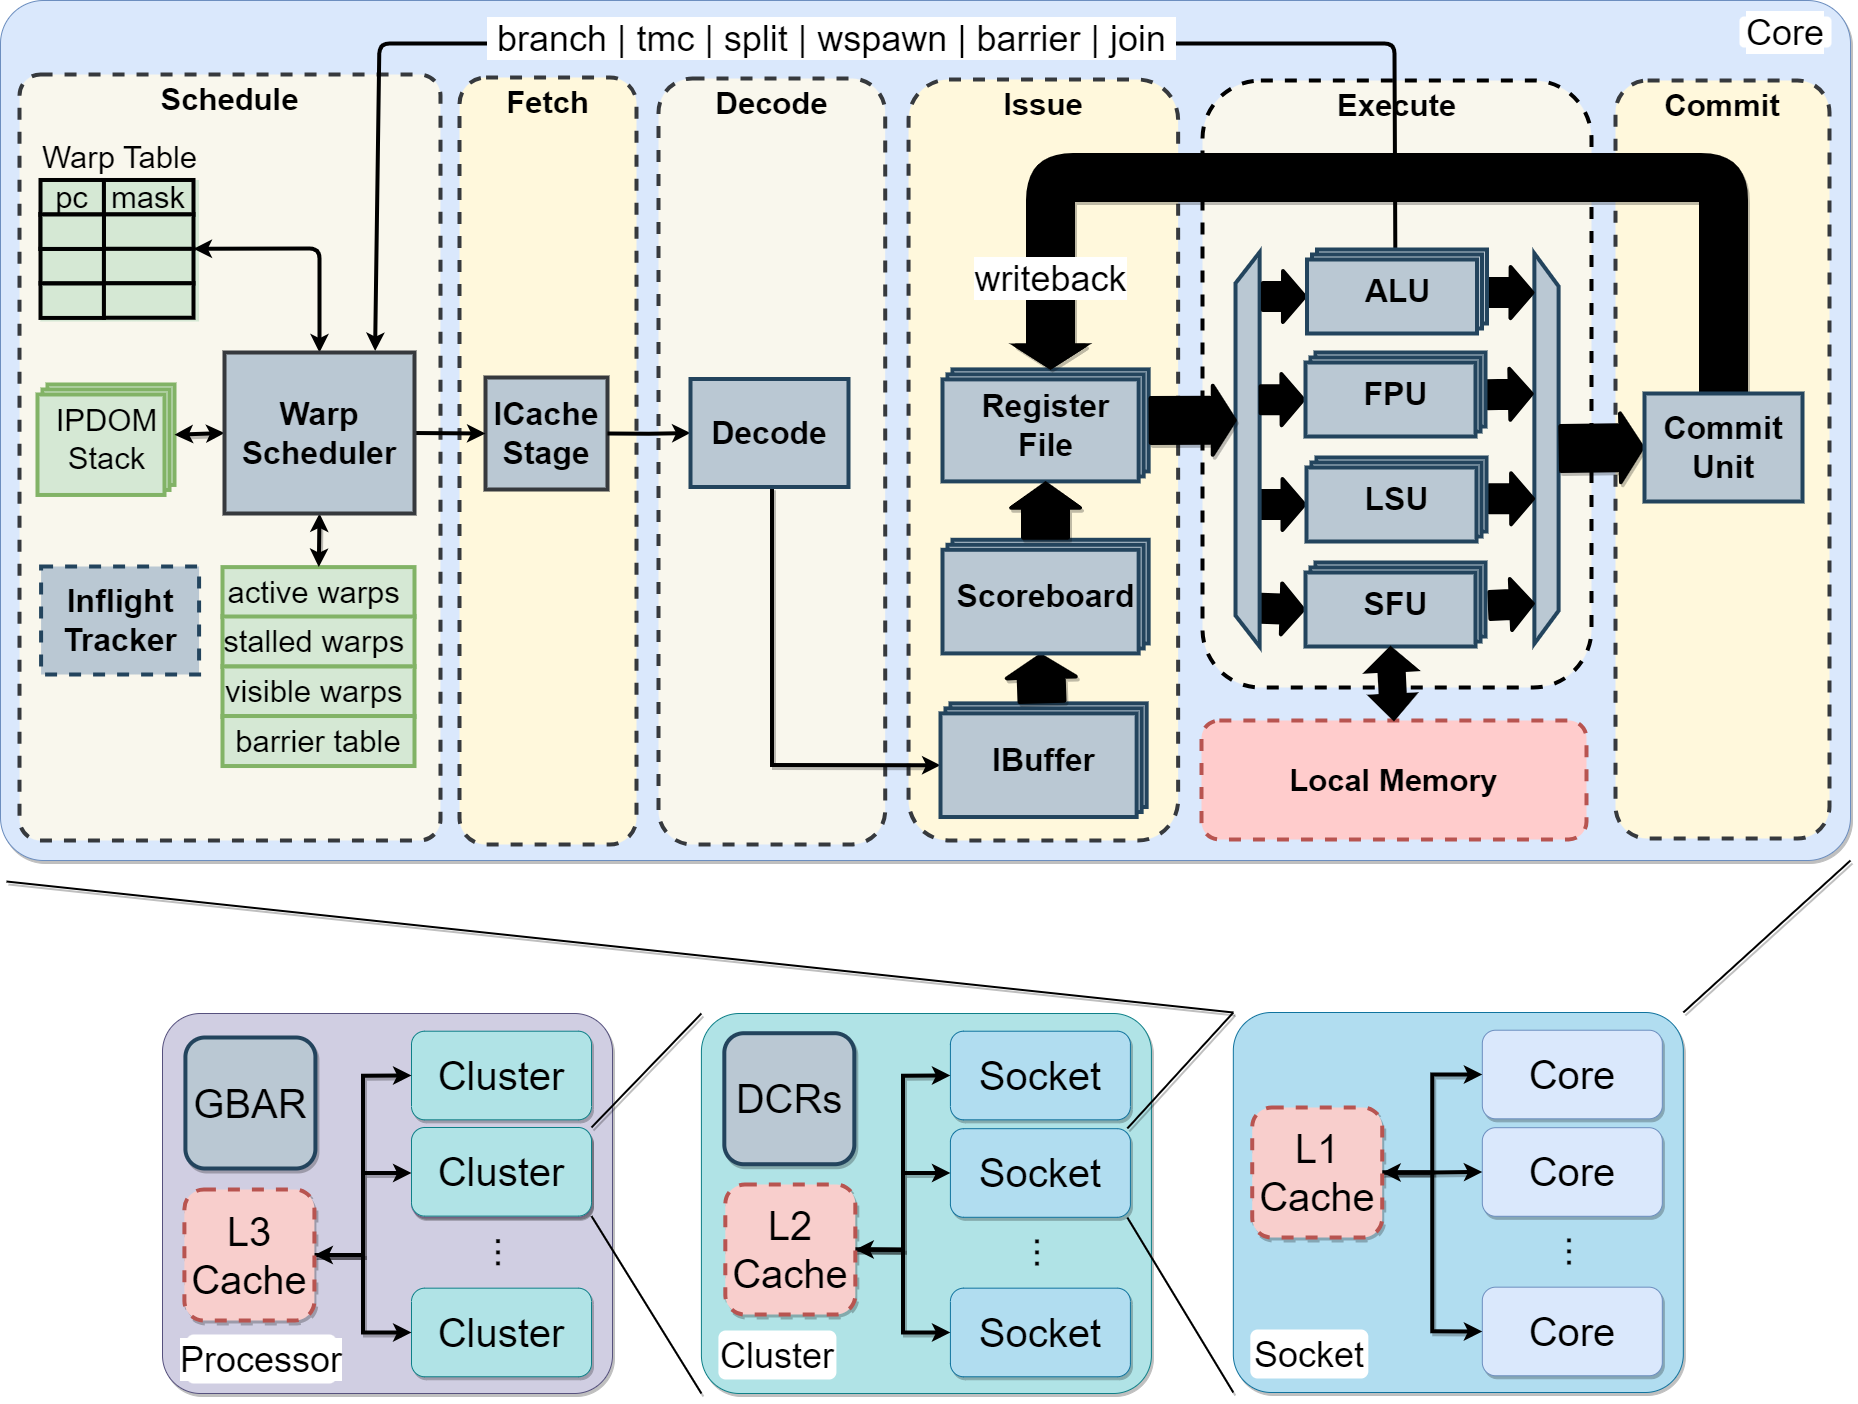 branch | tmc | split | wspawn | barrier | join
Core
Schedule
Fetch
Decode
Issue
Execute
Commit
Warp Table
pc mask
writeback
IPDOM
Stack
Warp
Scheduler
ICache
Stage
Decode
Register
File
ALU
FPU
LSU
SFU
Commit
Unit
Inflight
Tracker
active warps
stalled warps
visible warps
barrier table
Scoreboard
IBuffer
Local Memory
GBAR
L3
Cache
Cluster
Cluster
⋮
Cluster
Processor
DCRs
L2
Cache
Socket
Socket
⋮
Socket
Cluster
L1
Cache
Core
Core
⋮
Core
Socket